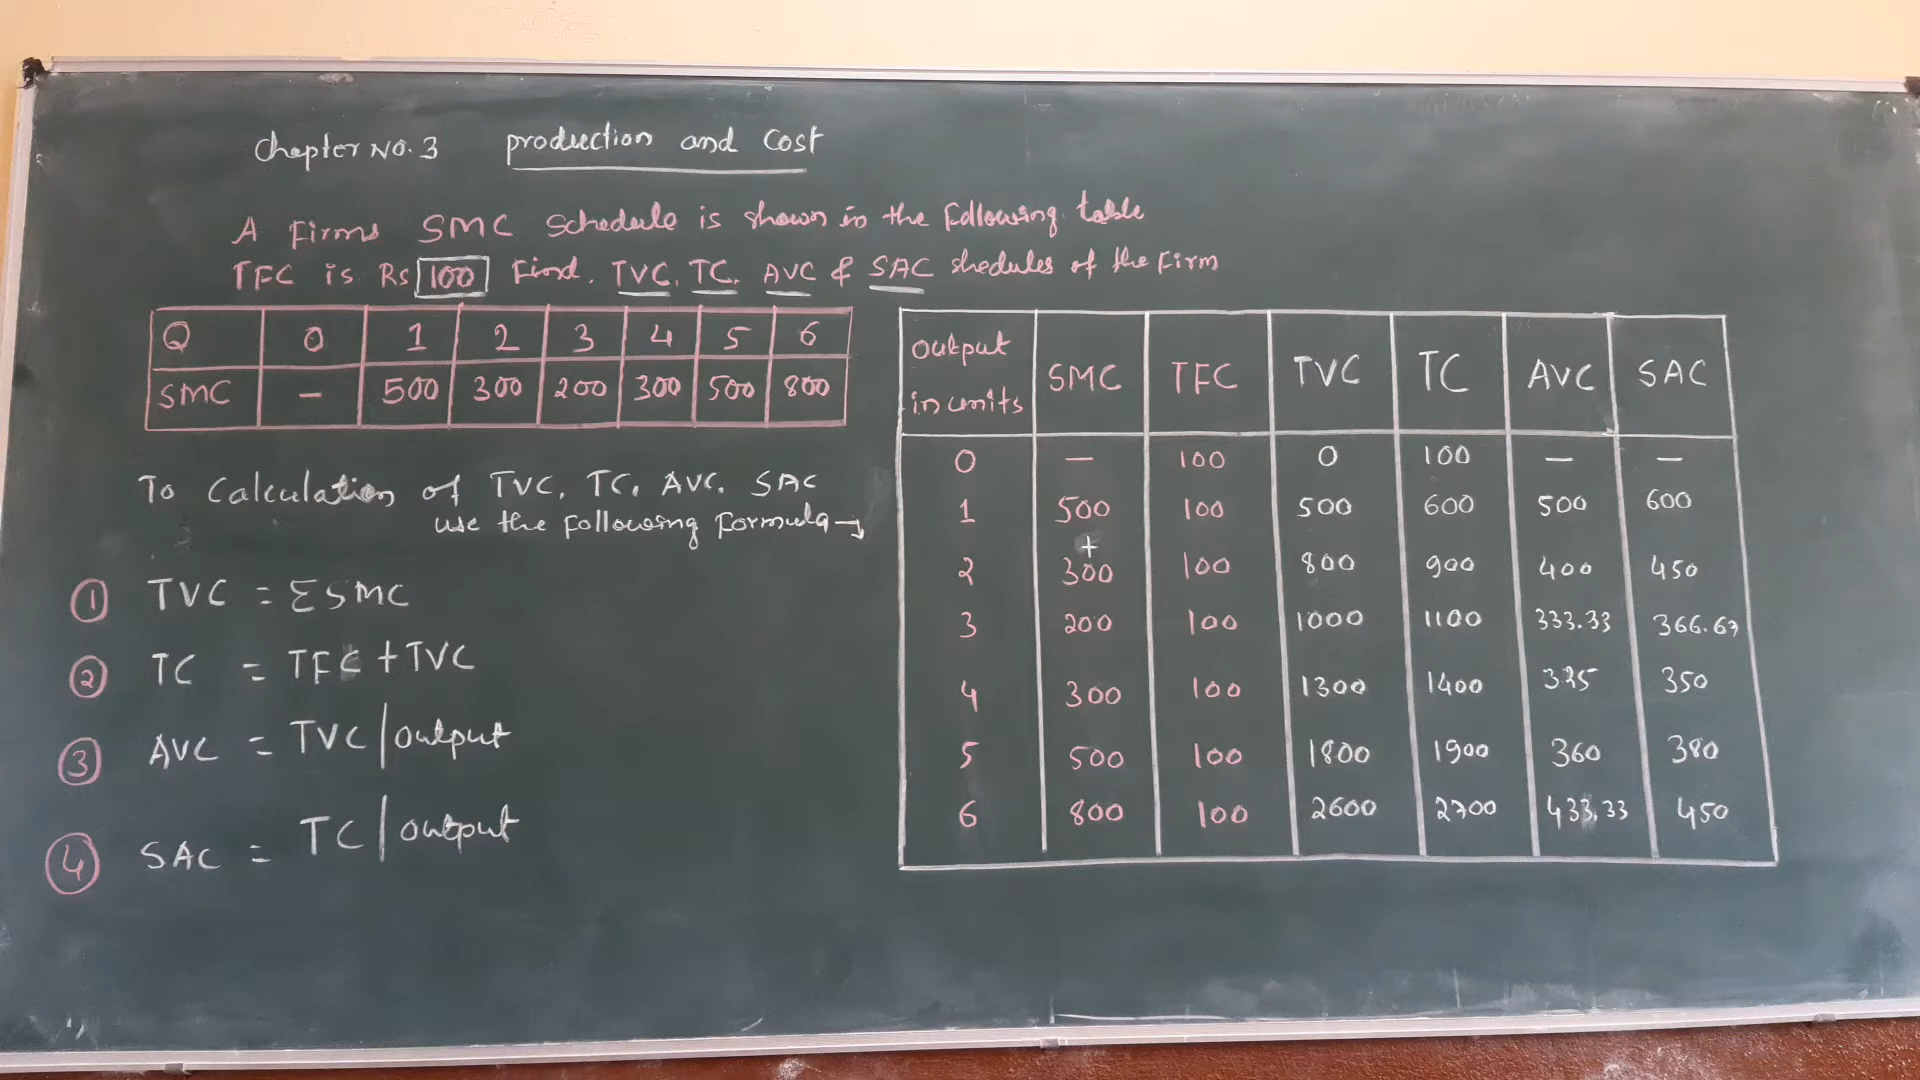 Chapter No. 3 production and Cost
A Firms SMC Schedule is shown in the Following table
TFC is Rs 100 Find. TVC, TC, AVC & SAC shedules of the Firm
Q 0 1 2 3 4 5 6
SMC – 500 300 200 300 500 800
To Calculation of TVC, TC, AVC, SAC
use the following formula →
① TVC = ΣSMC
② TC = TFC + TVC
③ AVC = TVC | output
④ SAC = TC | output
output in units SMC TFC TVC TC AVC SAC
0 – 100 0 100 – –
1 500 100 500 600 500 600
+
2 300 100 800 900 400 450
3 200 100 1000 1100 333.33 366.67
4 300 100 1300 1400 325 350
5 500 100 1800 1900 360 380
6 800 100 2600 2700 433.33 450